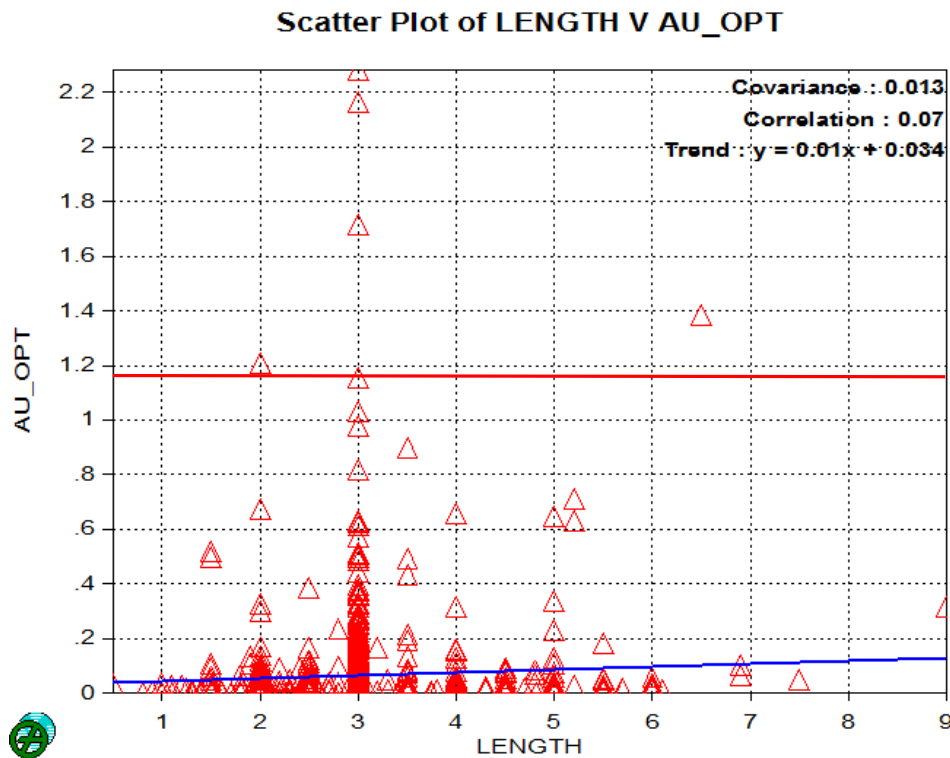 Scatter Plot of LENGTH V AU_OPT
Covariance : 0.013
Correlation : 0.07
Trend : y = 0.01x + 0.034
AU_OPT
2.2
2
1.8
1.6
1.4
1.2
1
.8
.6
.4
.2
0
1 2 3 4 5 6 7 8 9
LENGTH